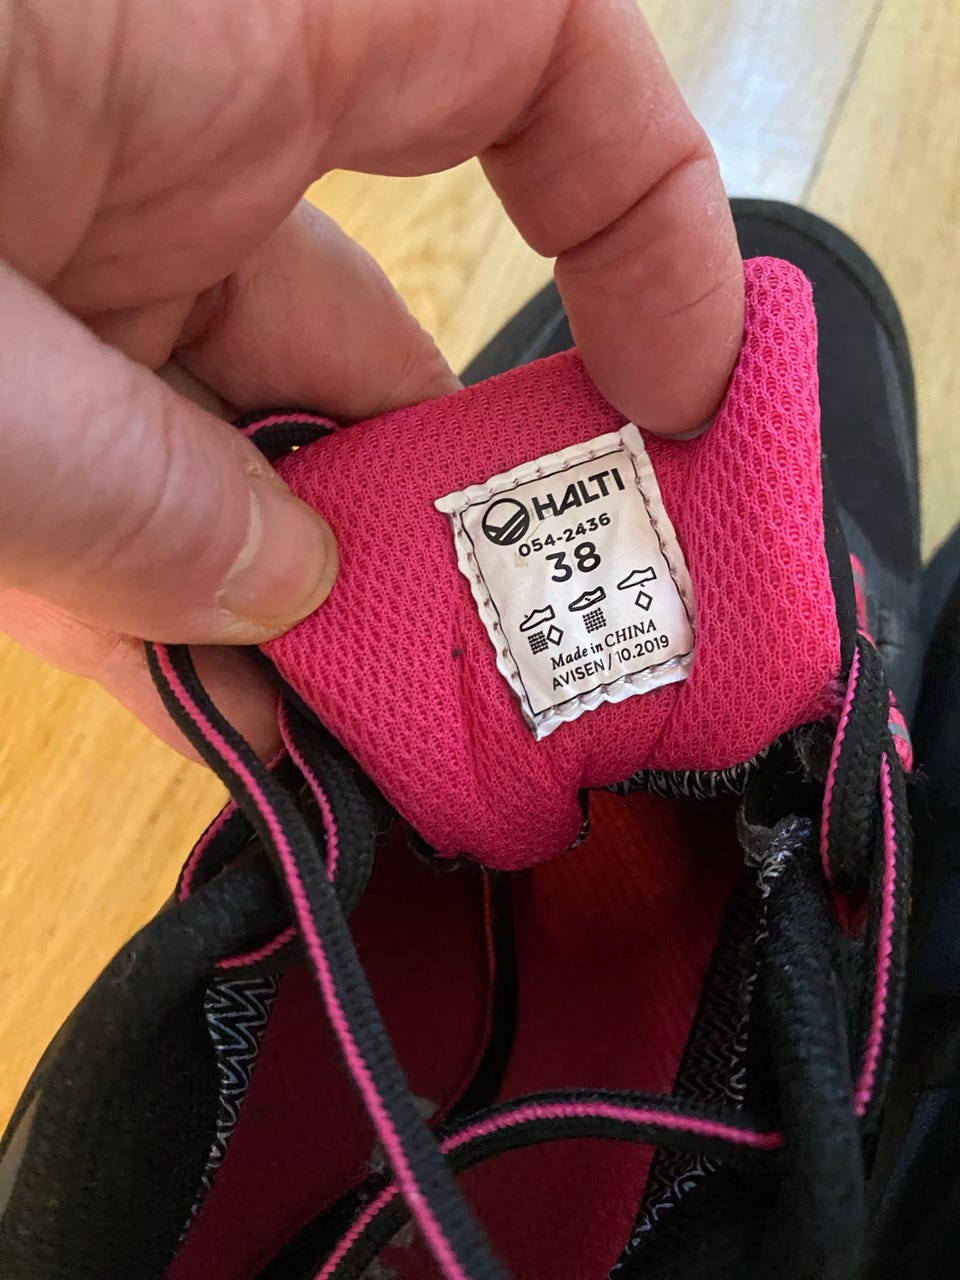 HALTI
054-2436
38
Made in CHINA
AVISEN / 10.2019